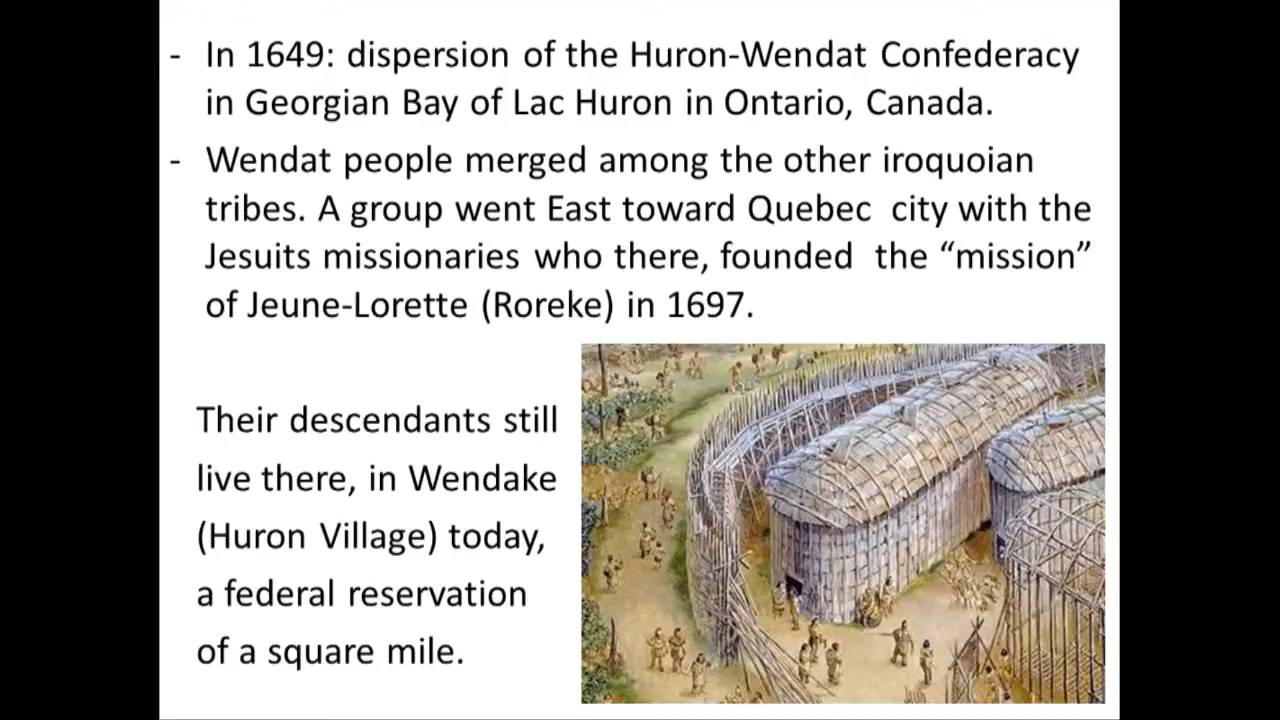 - In 1649: dispersion of the Huron-Wendat Confederacy
in Georgian Bay of Lac Huron in Ontario, Canada.
- Wendat people merged among the other iroquoian
tribes. A group went East toward Quebec city with the
Jesuits missionaries who there, founded the “mission”
of Jeune-Lorette (Roreke) in 1697.
Their descendants still
live there, in Wendake
(Huron Village) today,
a federal reservation
of a square mile.